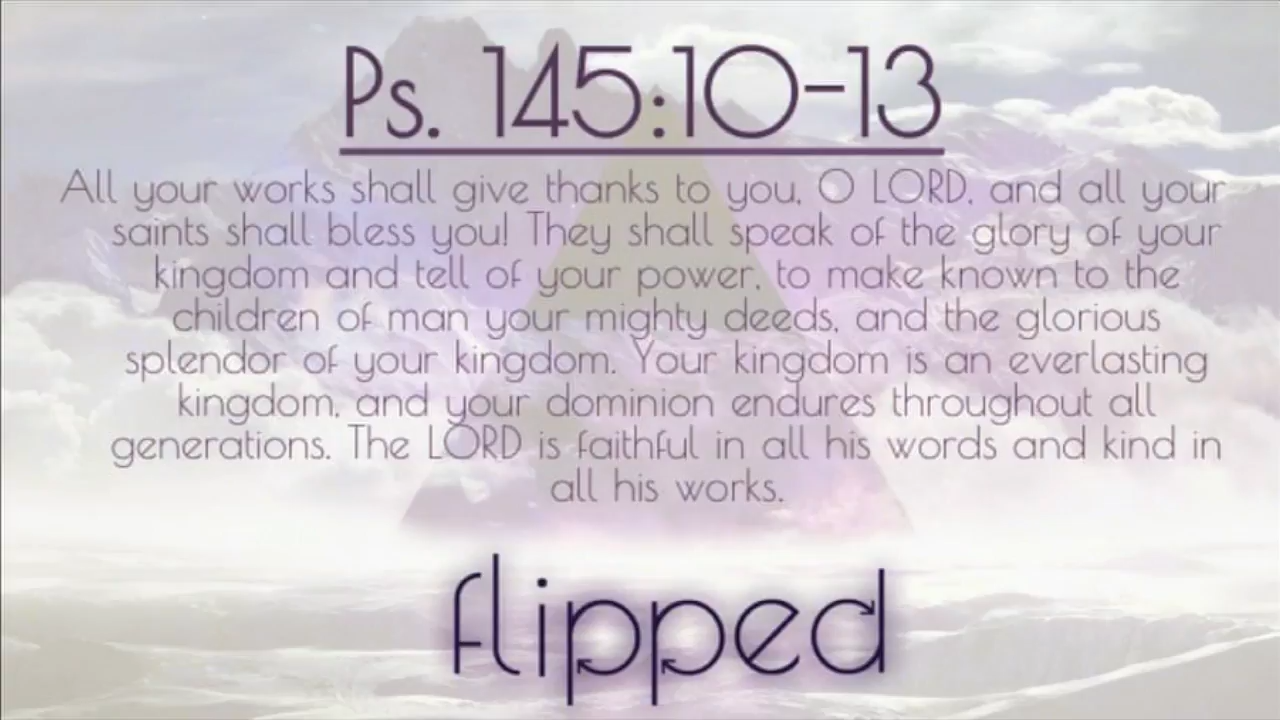 Ps. 145:10-13
All your works shall give thanks to you, O LORD, and all your
saints shall bless you! They shall speak of the glory of your
kingdom and tell of your power, to make known to the
children of man your mighty deeds, and the glorious
splendor of your kingdom. Your kingdom is an everlasting
kingdom, and your dominion endures throughout all
generations. The LORD is faithful in all his words and kind in
all his works.
flipped